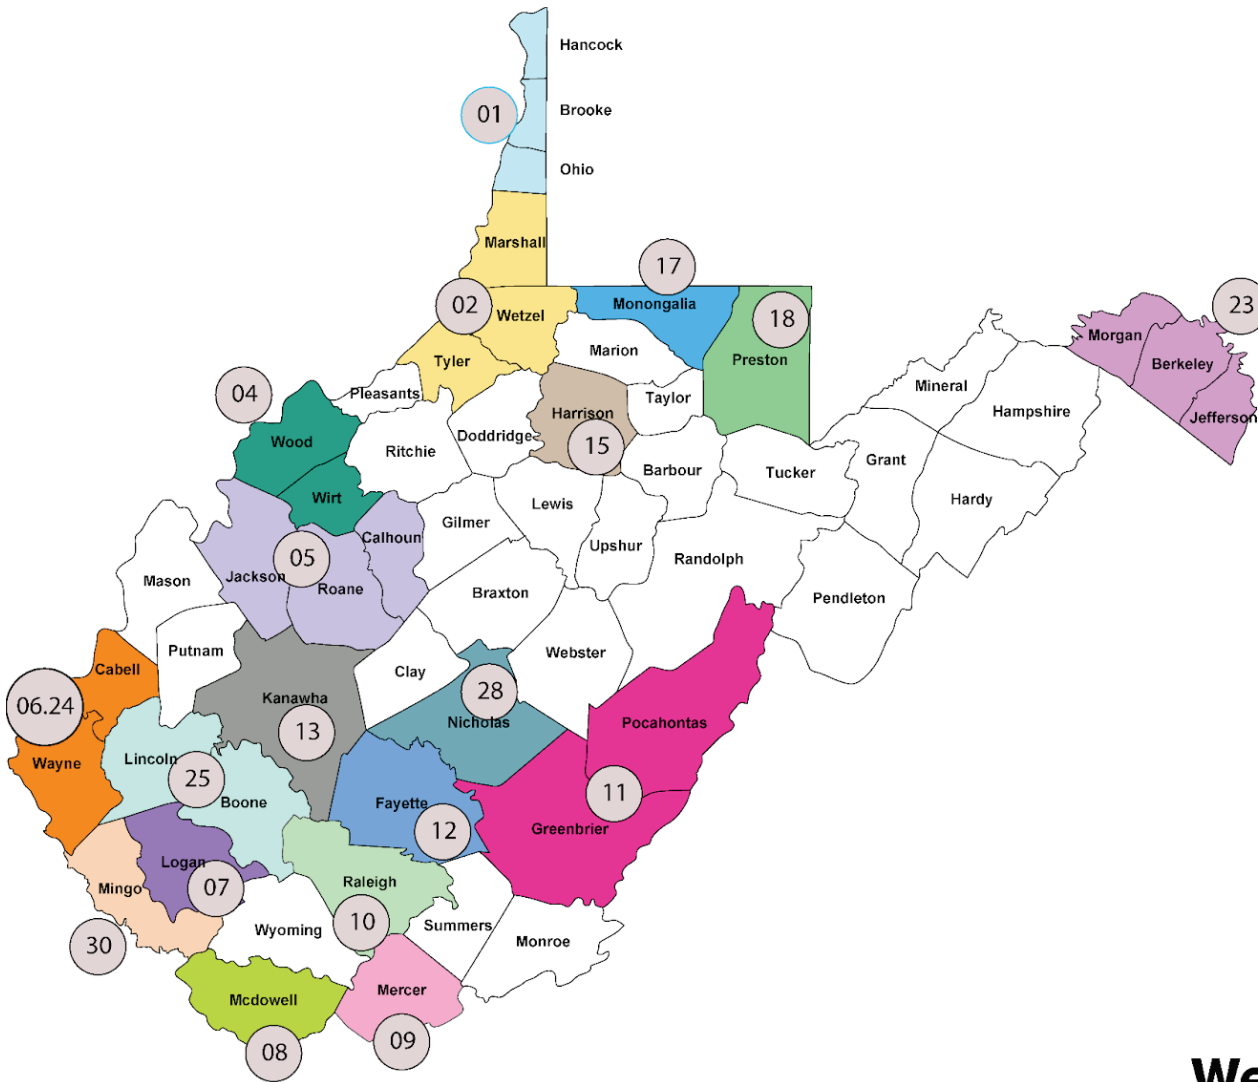 Hancock
01
Brooke
Ohio
Marshall
17
02
Wetzel
Monongalia
18
23
Morgan
Marion
Preston
Berkeley
Tyler
Pleasants
04
Taylor
Mineral
Hampshire
Jefferson
Wood
Harrison
Doddridge
15
Ritchie
Barbour
Tucker
Grant
Wirt
Lewis
Hardy
Gilmer
Calhoun
Upshur
05
Randolph
Jackson
Roane
Mason
Braxton
Pendleton
Putnam
Webster
Cabell
Clay
Kanawha
28
06.24
Nicholas
Pocahontas
13
Lincoln
Wayne
25
Boone
Fayette
11
12
Greenbrier
Logan
Raleigh
Mingo
07
10
Summers
Wyoming
Monroe
30
Mercer
Mcdowell
09
08
We